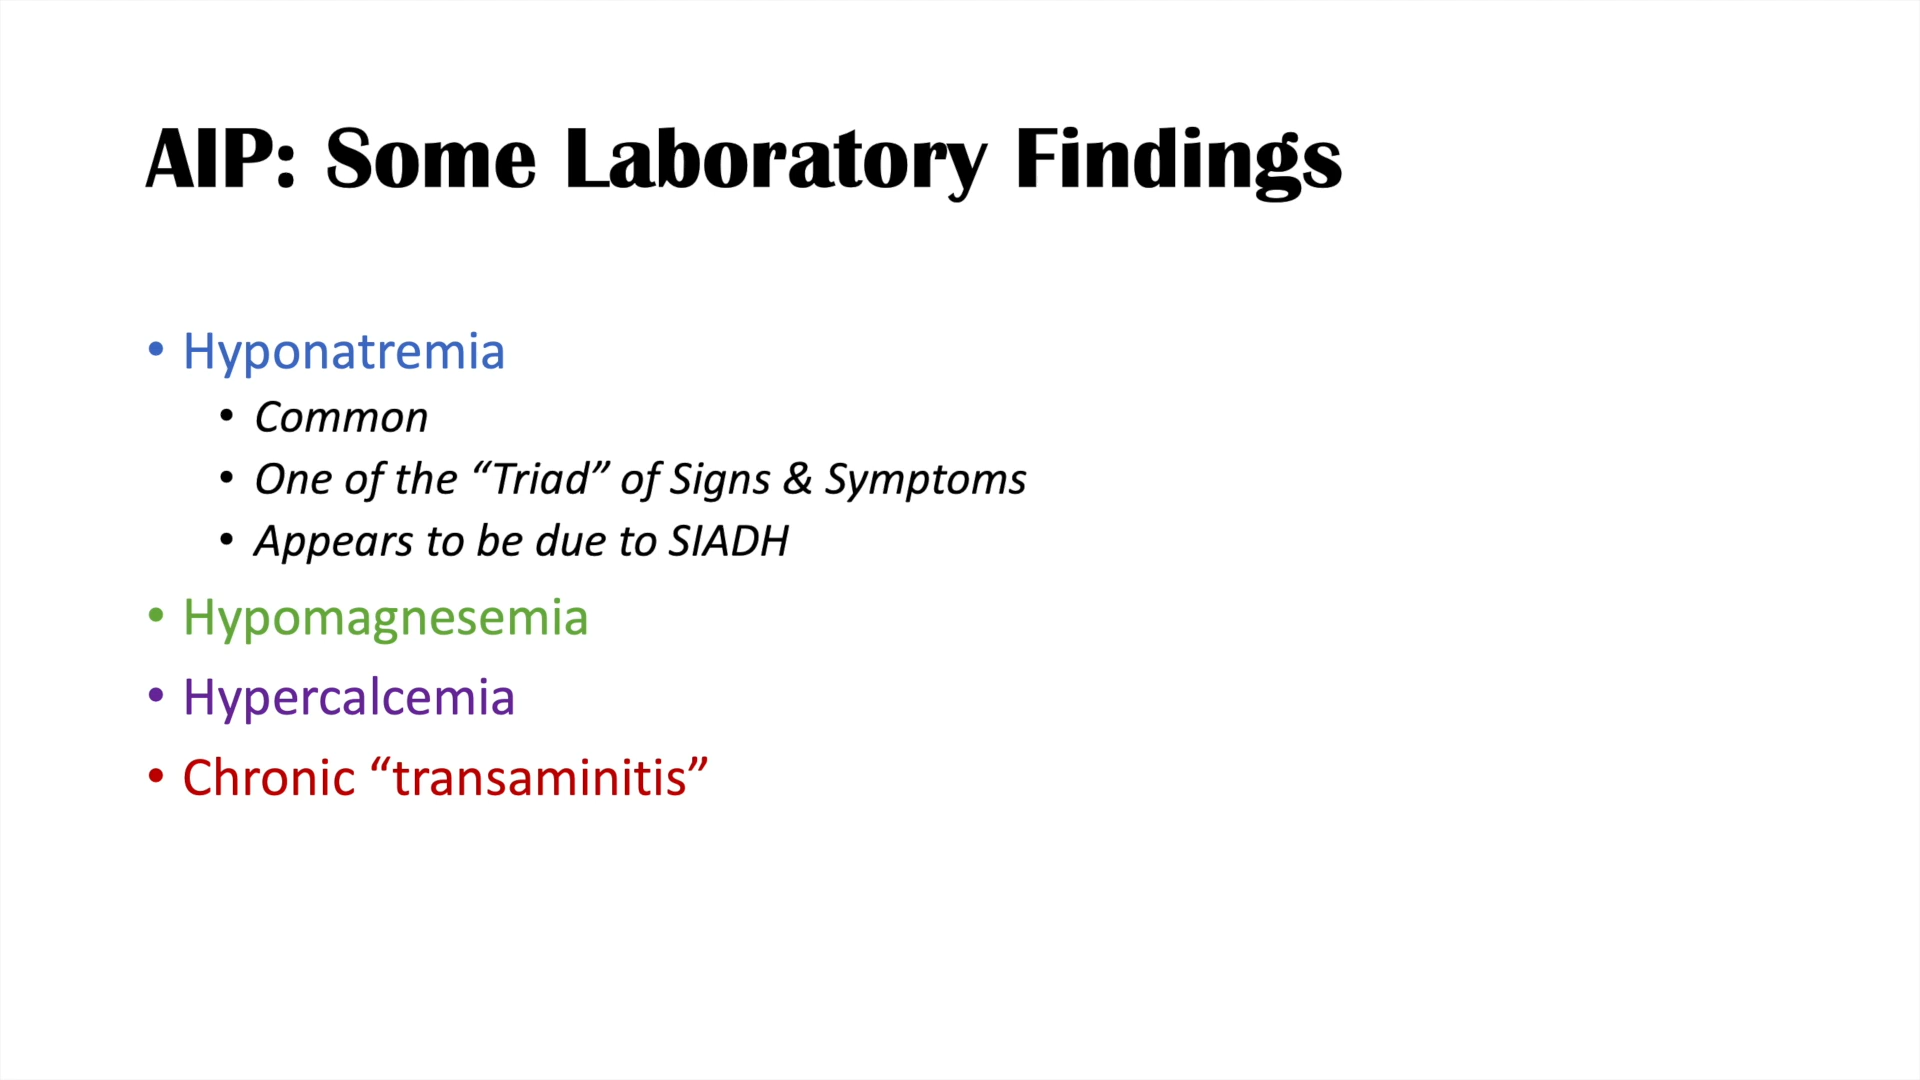 AIP: Some Laboratory Findings
• Hyponatremia
• Common
• One of the “Triad” of Signs & Symptoms
• Appears to be due to SIADH
• Hypomagnesemia
• Hypercalcemia
• Chronic “transaminitis”